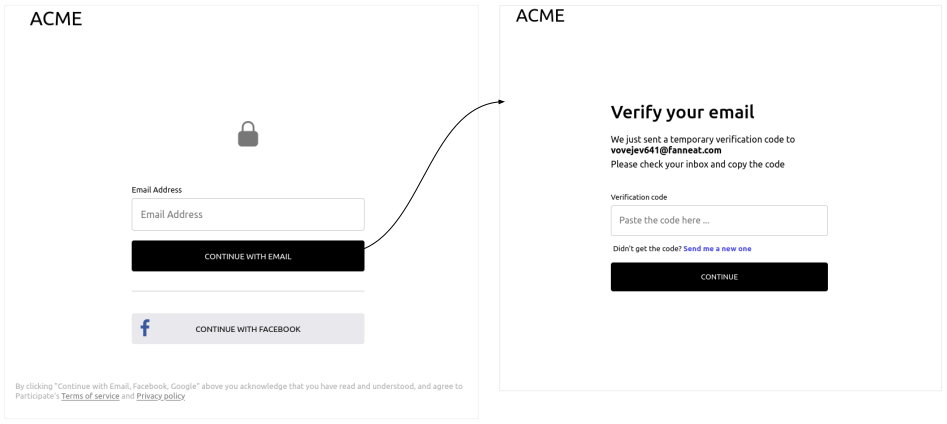 ACME
Email Address
Email Address
CONTINUE WITH EMAIL
CONTINUE WITH FACEBOOK
By clicking "Continue with Email, Facebook, Google" above you acknowledge that you have read and understood, and agree to
Participate's Terms of service and Privacy policy
ACME
Verify your email
We just sent a temporary verification code to
vovejev641@fanneat.com
Please check your inbox and copy the code
Verification code
Paste the code here ...
Didn't get the code? Send me a new one
CONTINUE